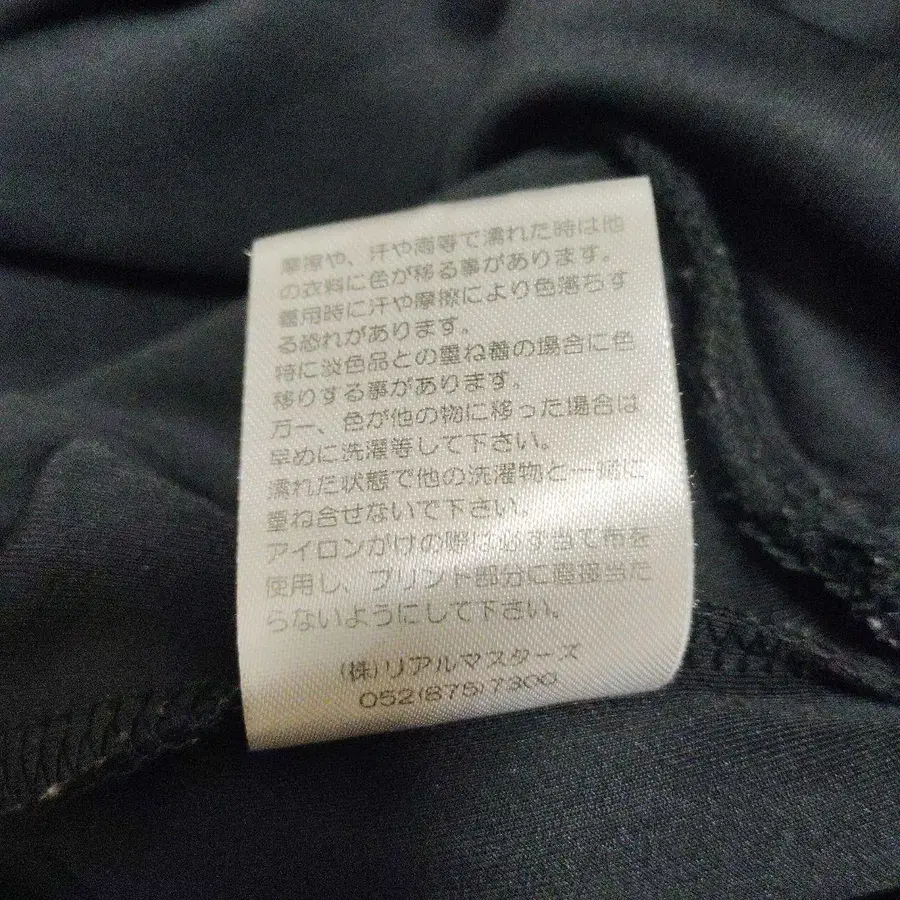 摩擦や、汗や雨等で濡れた時は他
の衣料に色が移る事があります。
着用時に汗や摩擦により色落ちす
る恐れがあります。
特に淡色品との重ね着の場合に色
移りする事があります。
万一、色が他の物に移った場合は
早めに洗濯等して下さい。
濡れた状態で他の洗濯物と一緒に
重ね合せないで下さい。
アイロンがけの際は必ず当て布を
使用し、プリント部分に直接当た
らないようにして下さい。
(株)リアルマスターズ
052(875)7300